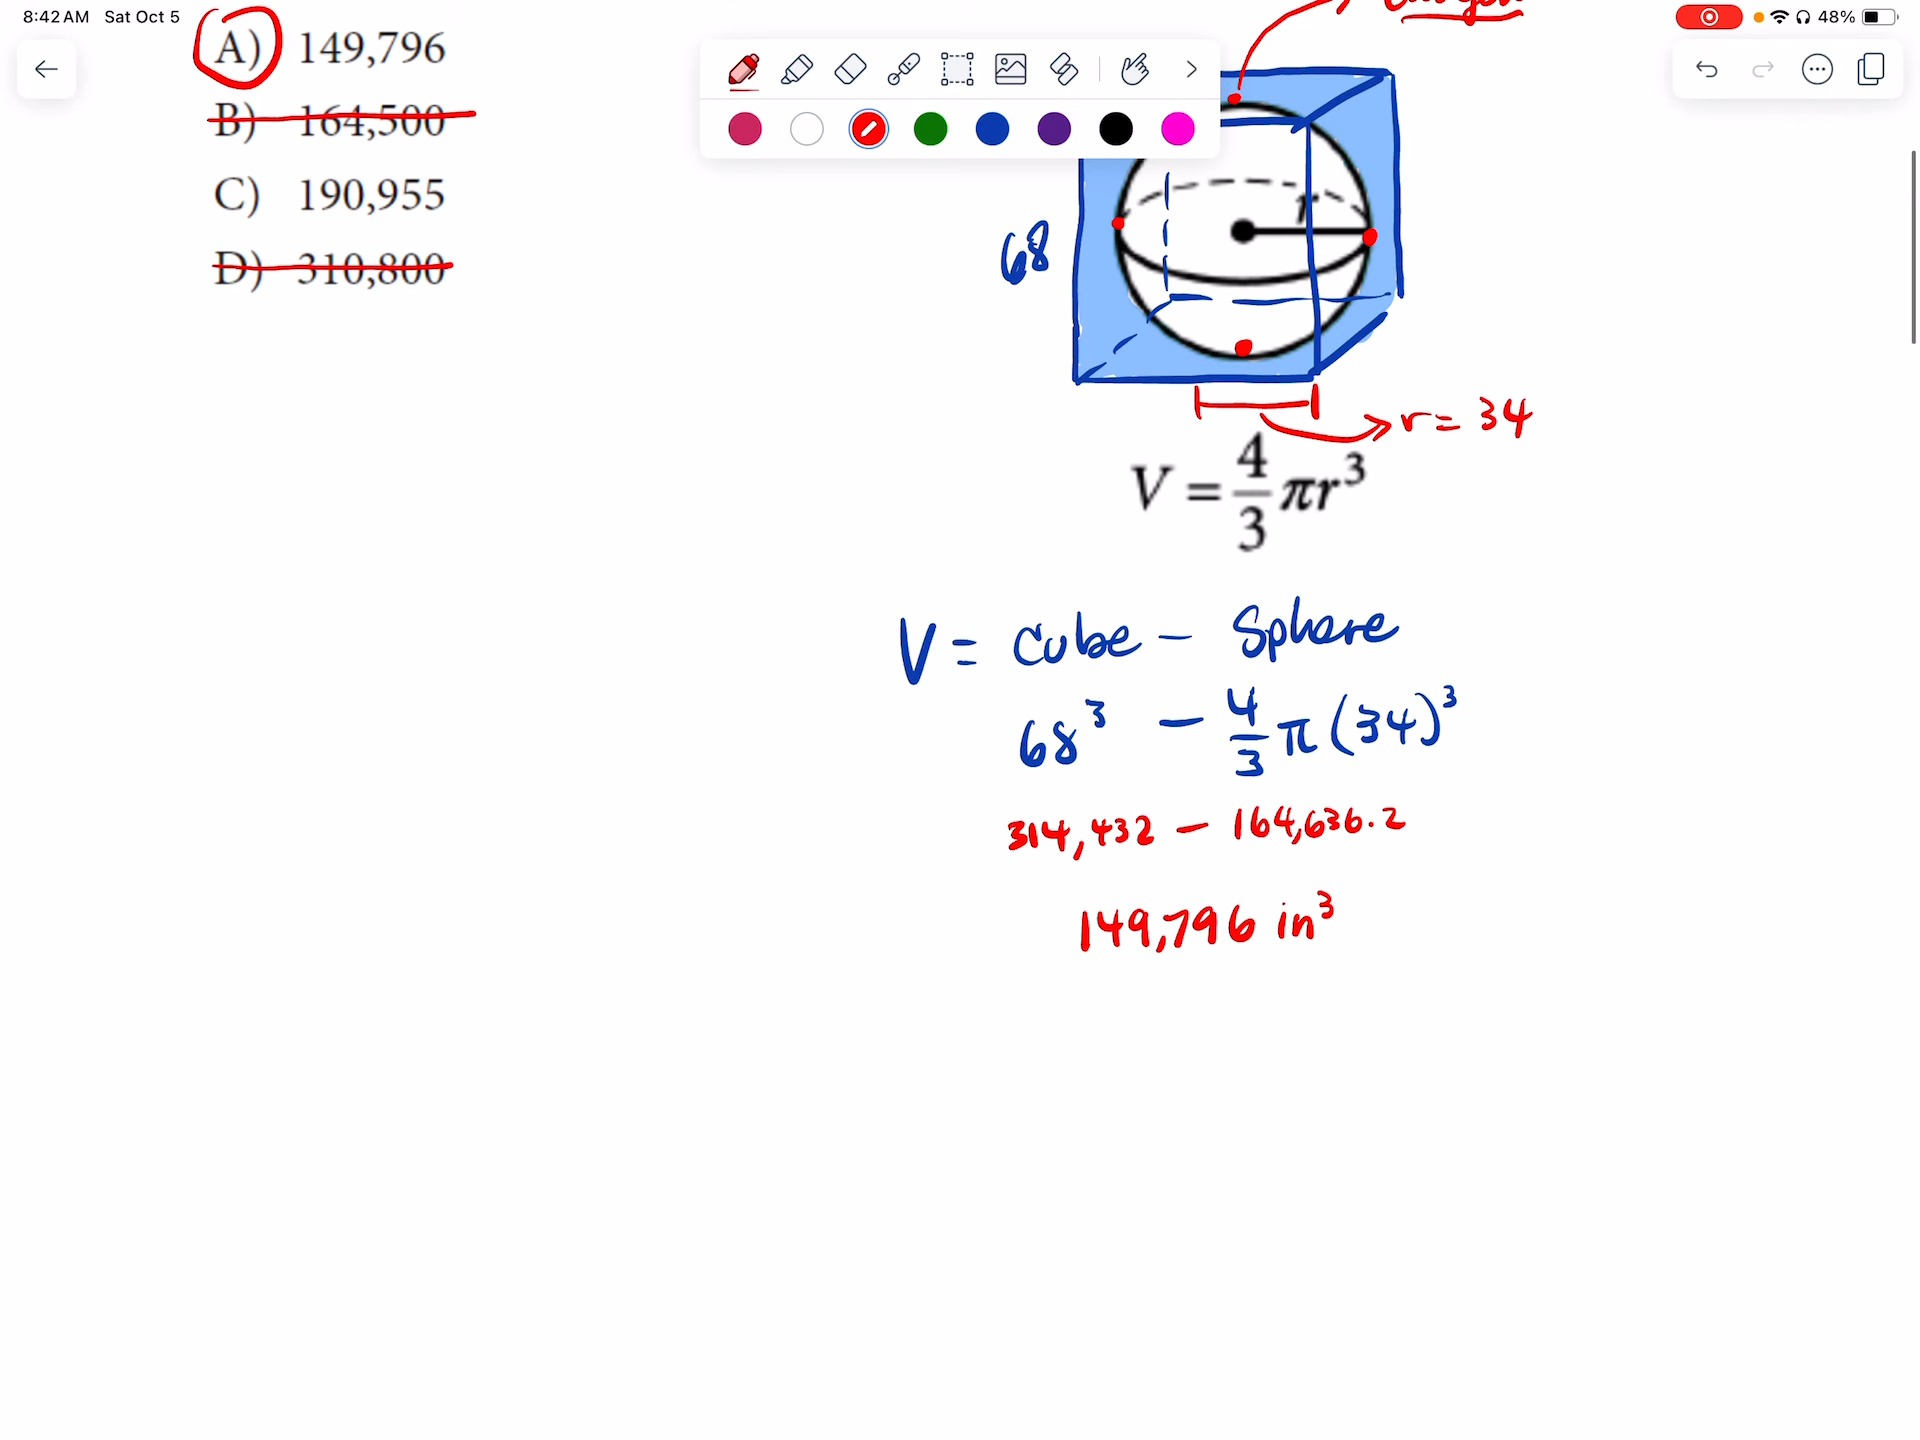 8:42 AM Sat Oct 5
48%
A) 149,796
B) 164,500
C) 190,955
D) 310,800
r
68
r = 34
V = 4/3 πr³
V = Cube − Sphere
68³ − 4/3 π (34)³
314,432 − 164,636.2
149,796 in³